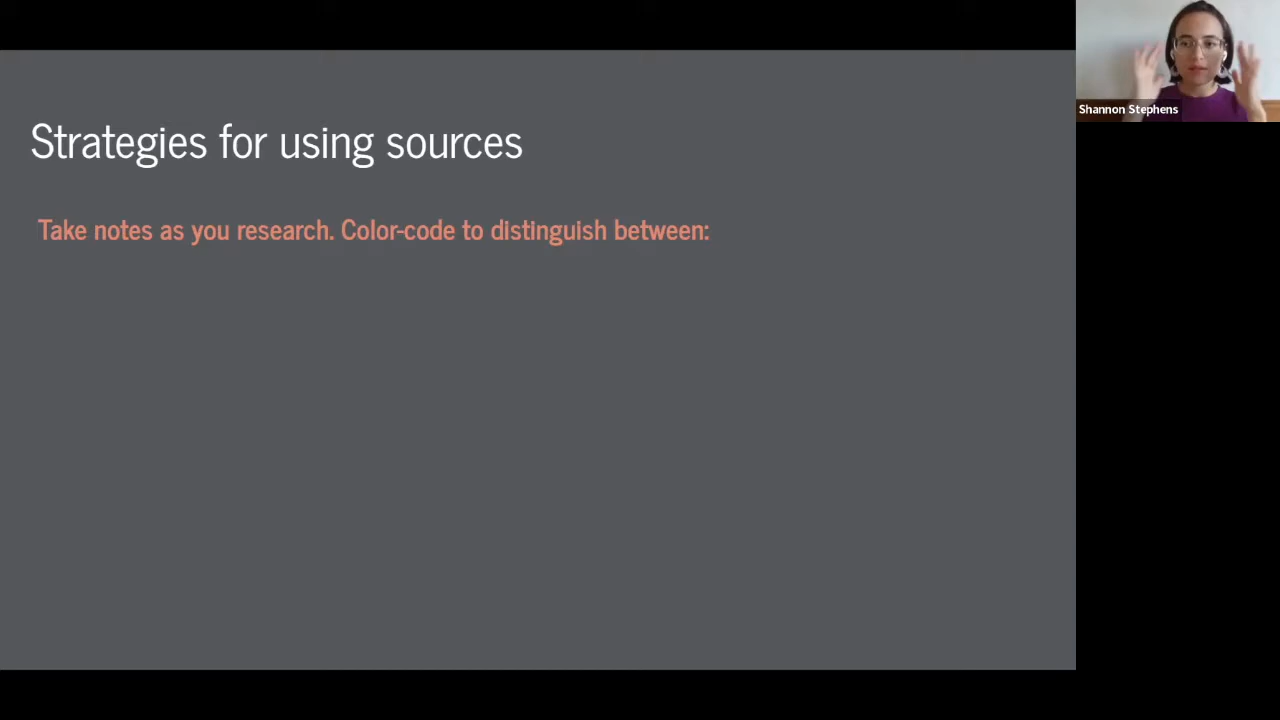 Strategies for using sources
Take notes as you research. Color-code to distinguish between:
Shannon Stephens